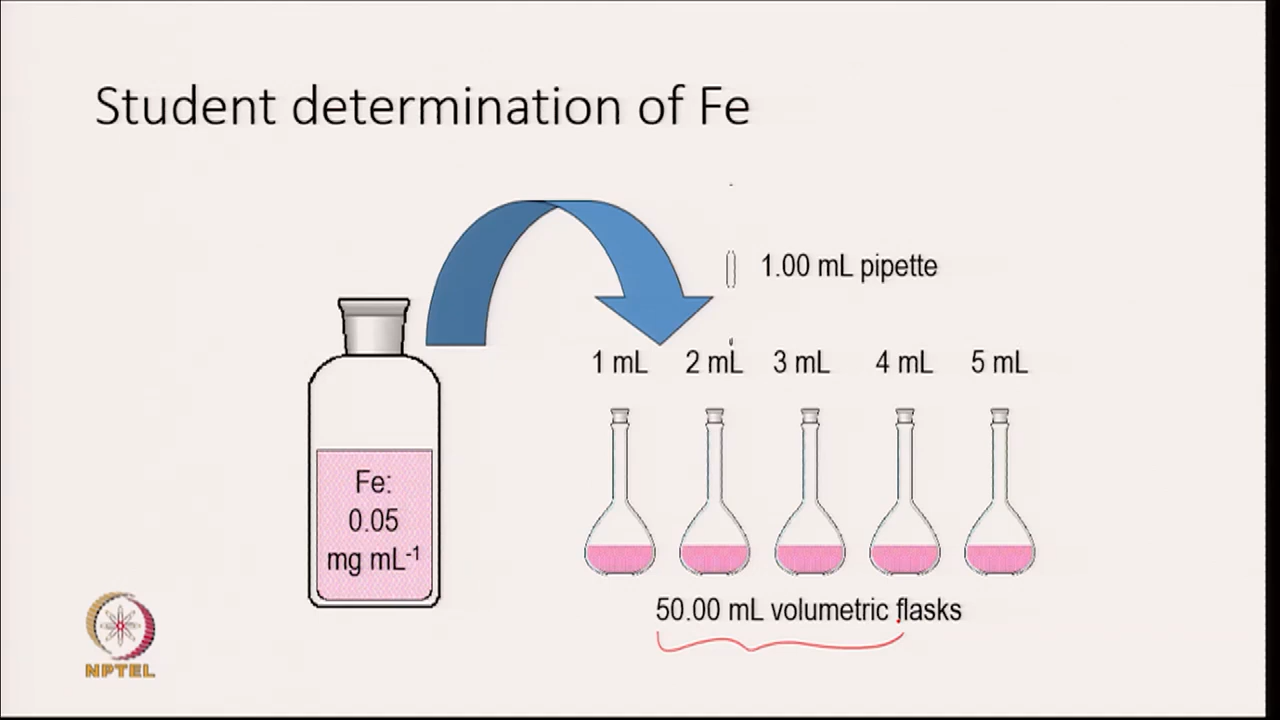 Student determination of Fe
1.00 mL pipette
1 mL 2 mL 3 mL 4 mL 5 mL
Fe:
0.05
mg mL⁻¹
50.00 mL volumetric flasks
NPTEL